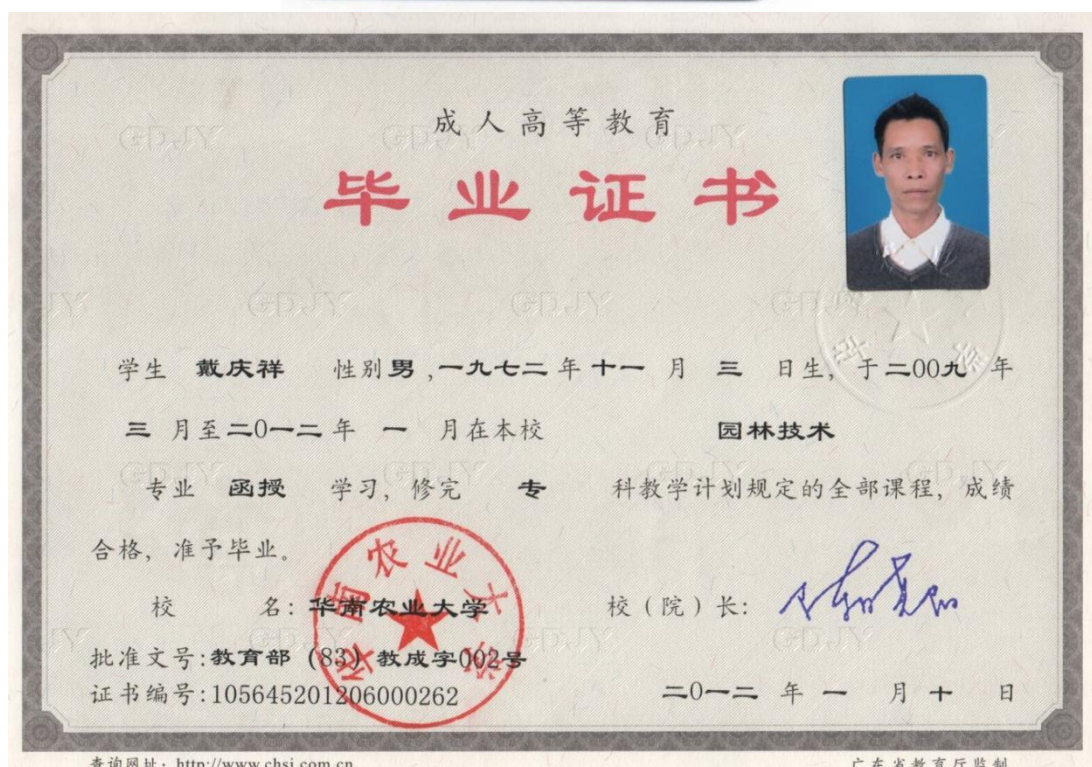 成人高等教育
毕业证书
学生 戴庆祥 性别男,一九七二年十一月三日生,于二00九年
三月至二0一二年一月在本校 园林技术
专业 函授 学习,修完 专 科教学计划规定的全部课程,成绩
合格,准予毕业。
校 名:华南农业大学 校(院)长:
批准文号:教育部(83)教成字002号
证书编号:105645201206000262 二0一二年一月十日
华南农业大学
查询网址:http://www.chsi.com.cn 广东省教育厅监制
GDJY